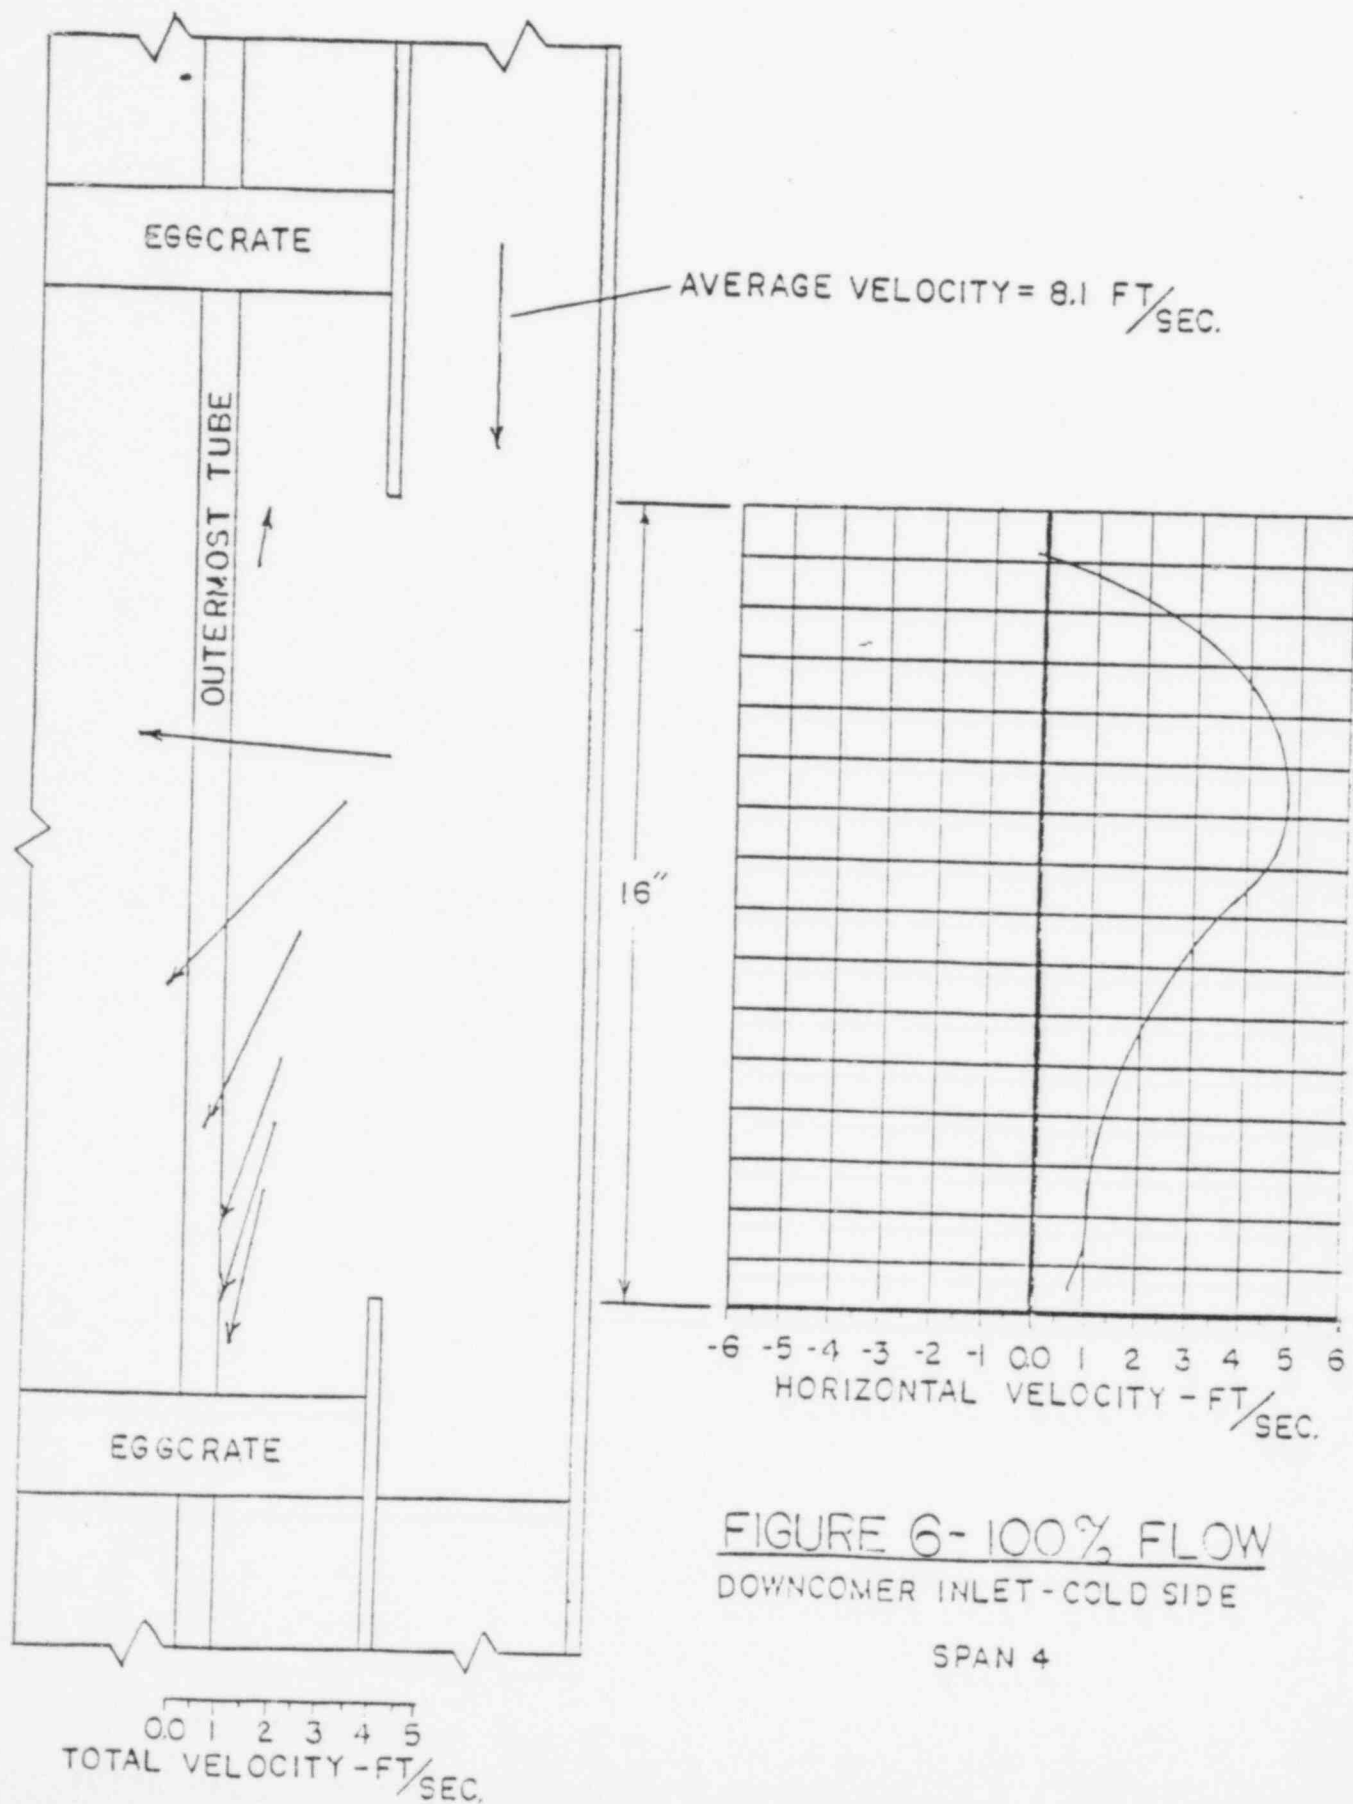 EGGCRATE
AVERAGE VELOCITY = 8.1 FT/SEC.
OUTERMOST TUBE
16"
-6 -5 -4 -3 -2 -1 0.0 1 2 3 4 5 6
HORIZONTAL VELOCITY - FT/SEC.
EGGCRATE
FIGURE 6 - 100% FLOW
DOWNCOMER INLET - COLD SIDE
SPAN 4
0.0 1 2 3 4 5
TOTAL VELOCITY - FT/SEC.